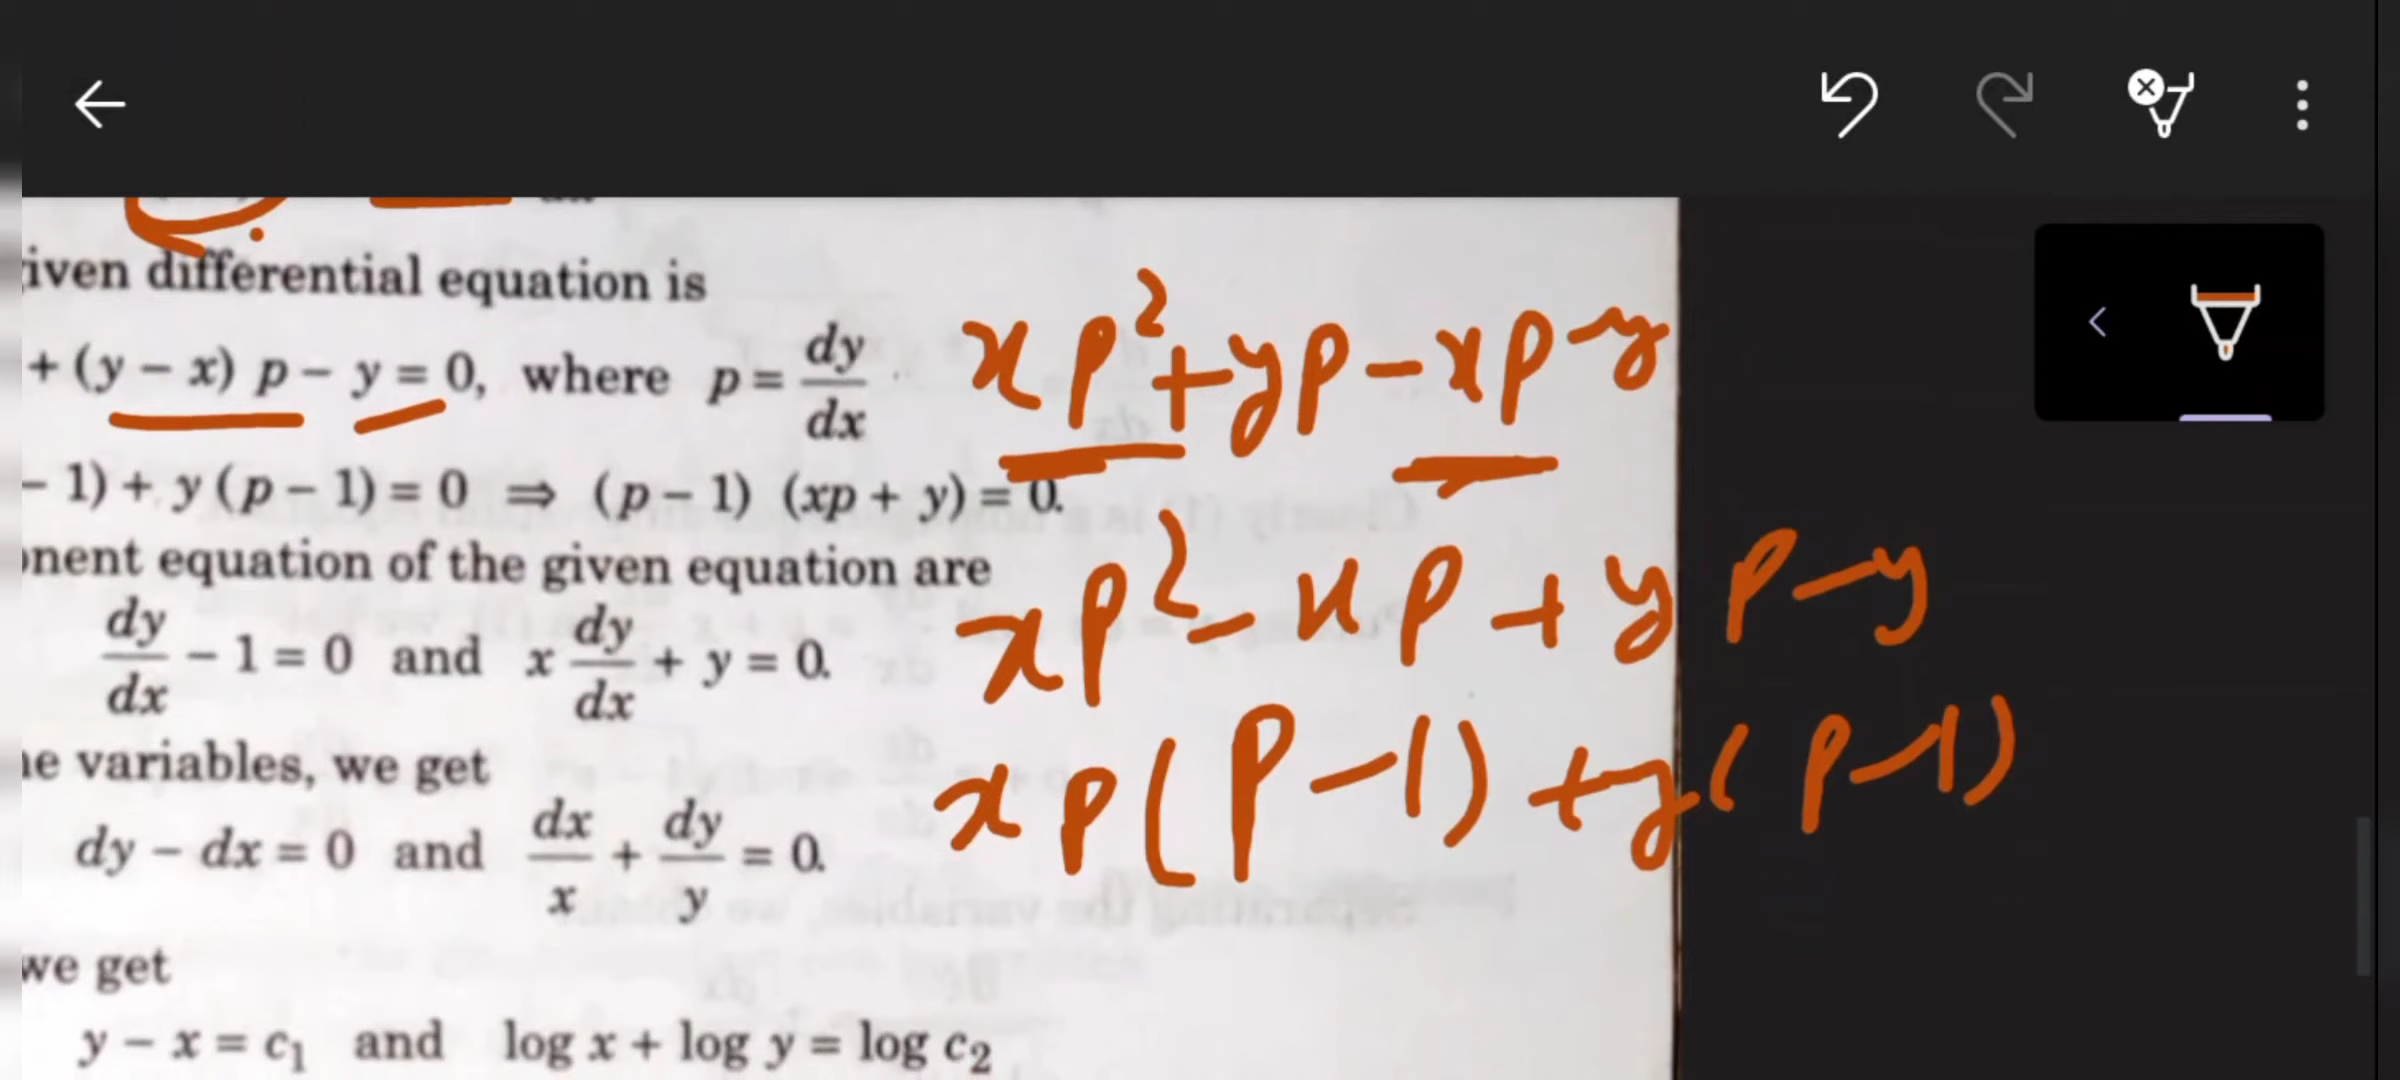 iven differential equation is
+ (y − x) p − y = 0, where p = dy/dx
− 1) + y (p − 1) = 0 ⇒ (p − 1) (xp + y) = 0.
nent equation of the given equation are
dy/dx − 1 = 0 and x dy/dx + y = 0.
e variables, we get
dy − dx = 0 and dx/x + dy/y = 0.
we get
y − x = c₁ and log x + log y = log c₂
xp² + yp − xp − y
xp² − xp + yp − y
xp(p−1) + y(p−1)